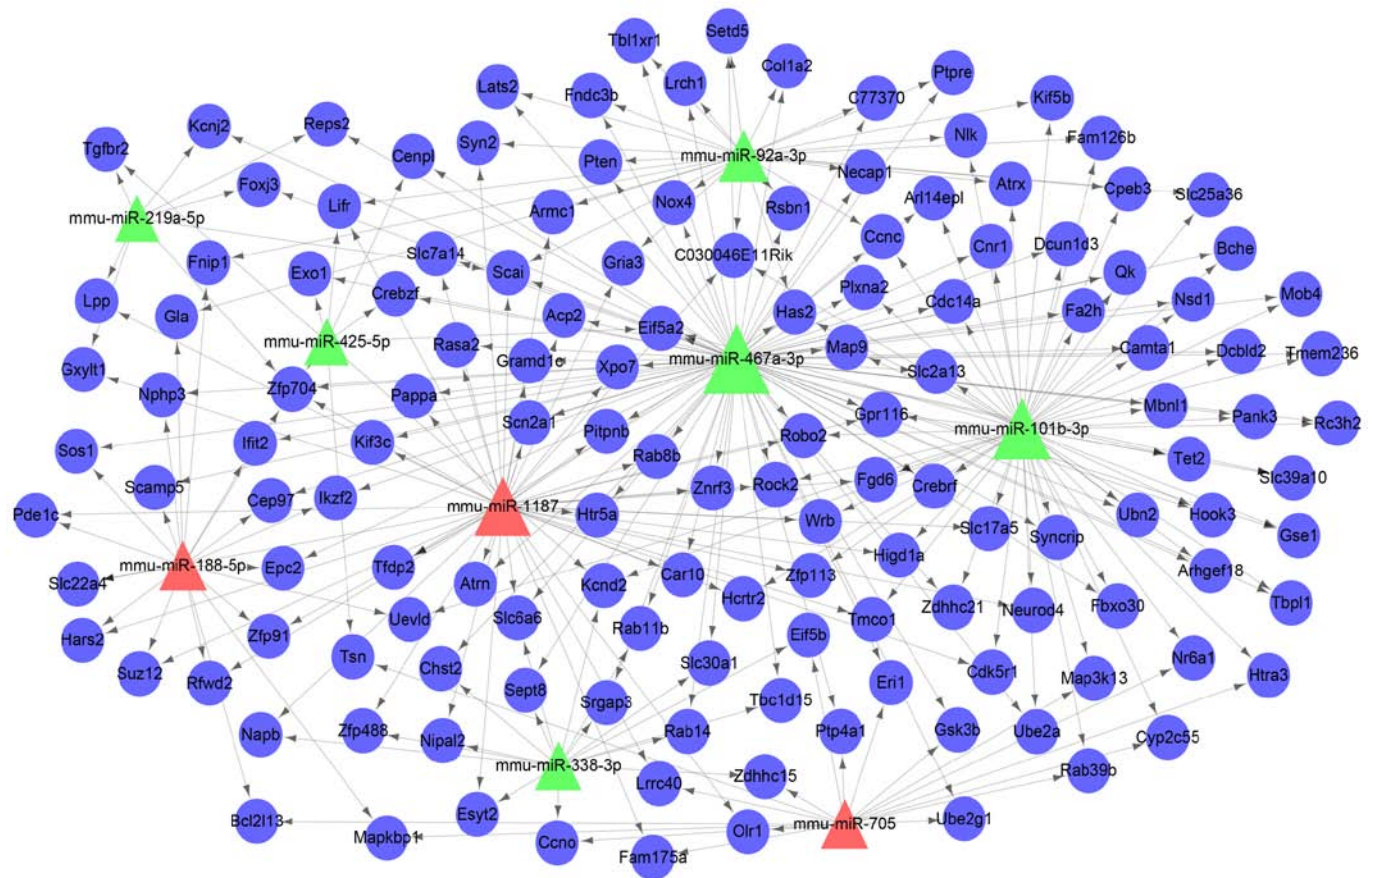 Setd5
Tbl1xr1
Col1a2
Lrch1
Ptpre
Lats2
Fndc3b
C77370
Kif5b
Kcnj2
Reps2
Nlk
Fam126b
Tgfbr2
Syn2
Cenpl
Pten
mmu-miR-92a-3p
Necap1
Foxj3
Atrx
Cpeb3
Slc25a36
Lifr
Nox4
Rsbn1
Arl14epl
mmu-miR-219a-5p
Armc1
Ccnc
Cnr1
Dcun1d3
Bche
Fnip1
Slc7a14
Scai
Gria3
C030046E11Rik
Exo1
Qk
Crebzf
Plxna2
Cdc14a
Nsd1
Mob4
Lpp
Gla
Acp2
Eif5a2
Has2
Fa2h
mmu-miR-425-5p
Rasa2
Gramd1c
Xpo7
mmu-miR-467a-3p
Map9
Camta1
Dcbld2
Tmem236
Gxylt1
Slc2a13
Nphp3
Zfp704
Pappa
Mbnl1
Pank3
Rc3h2
Scn2a1
Pitpnb
Gpr116
mmu-miR-101b-3p
Sos1
Ifit2
Kif3c
Robo2
Rab8b
Tet2
Slc39a10
Scamp5
Cep97
Ikzf2
Znrf3
Rock2
Fgd6
Crebrf
Pde1c
mmu-miR-1187
Htr5a
Wrb
Slc17a5
Ubn2
Hook3
Gse1
Syncrip
Higd1a
mmu-miR-188-5p
Epc2
Tfdp2
Slc22a4
Atrn
Kcnd2
Car10
Zfp113
Arhgef18
Hcrtr2
Zdhhc21
Neurod4
Fbxo30
Tbpl1
Uevld
Slc6a6
Tmco1
Hars2
Zfp91
Rab11b
Eif5b
Tsn
Slc30a1
Nr6a1
Suz12
Rfwd2
Chst2
Cdk5r1
Map3k13
Htra3
Sept8
Eri1
Srgap3
Tbc1d15
Napb
Zfp488
Nipal2
Rab14
Ptp4a1
Gsk3b
Ube2a
Cyp2c55
mmu-miR-338-3p
Zdhhc15
Rab39b
Lrrc40
Bcl2l13
Esyt2
mmu-miR-705
Ube2g1
Mapkbp1
Ccno
Olr1
Fam175a